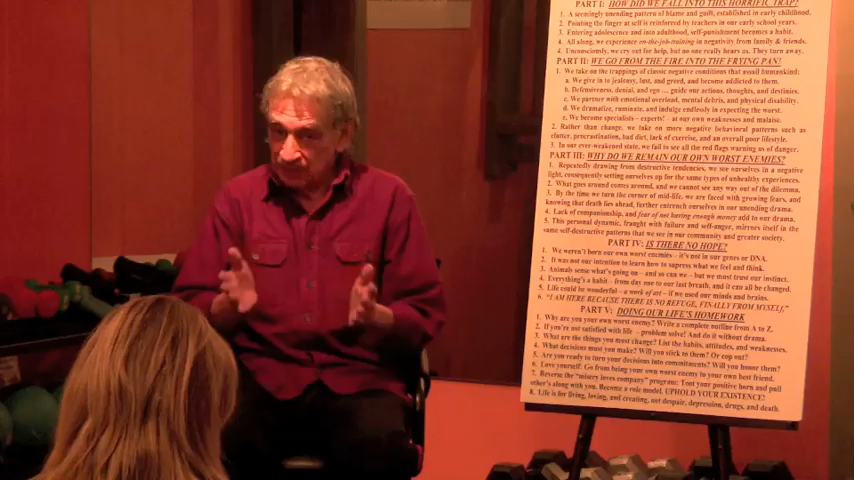 PART I: HOW DID WE FALL INTO THIS HORRIFIC TRAP?
1. A seemingly unending pattern of blame and guilt, established in early childhood.
2. Pointing the finger at self is reinforced by teachers in our early school years.
3. Entering adolescence and into adulthood, self-punishment becomes a habit.
4. All along, we experience on-the-job-training in negativity from family & friends.
5. Unconsciously, we cry out for help, but no one really hears us. They turn away.
PART II: WE GO FROM THE FIRE INTO THE FRYING PAN!
1. We take on the trappings of classic negative conditions that assail humankind:
a. We give in to jealousy, lust, and greed, and become addicted to them.
b. Defensiveness, denial, and ego ... guide our actions, thoughts, and destinies.
c. We partner with emotional overload, mental debris, and physical disability.
d. We dramatize, ruminate, and indulge endlessly in expecting the worst.
e. We become specialists - experts! - at our own weaknesses and malaise.
2. Rather than change, we take on more negative behavioral patterns such as
clutter, procrastination, bad diet, lack of exercise, and an overall poor lifestyle.
3. In our ever-weakened state, we fail to see all the red flags warning us of danger.
PART III: WHY DO WE REMAIN OUR OWN WORST ENEMIES?
1. Repeatedly drawing from destructive tendencies, we see ourselves in a negative
light, consequently setting ourselves up for the same types of unhealthy experiences.
2. What goes around comes around, and we cannot see any way out of the dilemma.
3. By the time we turn the corner of mid-life, we are faced with growing fears and
knowing that death lies ahead, further entrench ourselves in our unending drama.
4. Lack of companionship, and fear of not having enough money add to our drama.
5. This personal dynamic, fraught with failure and self-anger, mirrors itself in the
same self-destructive patterns that we see in our community and greater society.
PART IV: IS THERE NO HOPE?
1. We weren't born our own worst enemies - it's not in our genes or DNA.
2. It was not our intention to learn how to supress what we feel and think.
3. Animals sense what's going on - and so can we - but we must trust our instinct.
4. Everything's a habit - from day one to our last breath, and it can all be changed.
5. Life could be wonderful - a work of art - if we used our minds and brains.
6. "I AM HERE BECAUSE THERE IS NO REFUGE, FINALLY, FROM MYSELF."
PART V: DOING OUR LIFE'S HOMEWORK
1. Why are you your own worst enemy? Write a complete outline from A to Z.
2. If you're not satisfied with life - problem solve! And do it without drama.
3. What are the things you must change? List the habits, attitudes, and weaknesses.
4. What decisions must you make? Will you stick to them? Or cop out?
5. Are you ready to turn your decisions into commitments? Will you honor them?
6. Love yourself. Go from being your own worst enemy to your own best friend.
7. Reverse the "misery loves company" program: Toot your positive horn and pull
other's along with you. Become a role model. UPHOLD YOUR EXISTENCE!
8. Life is for living, loving, and creating, not despair, depression, drugs, and death.